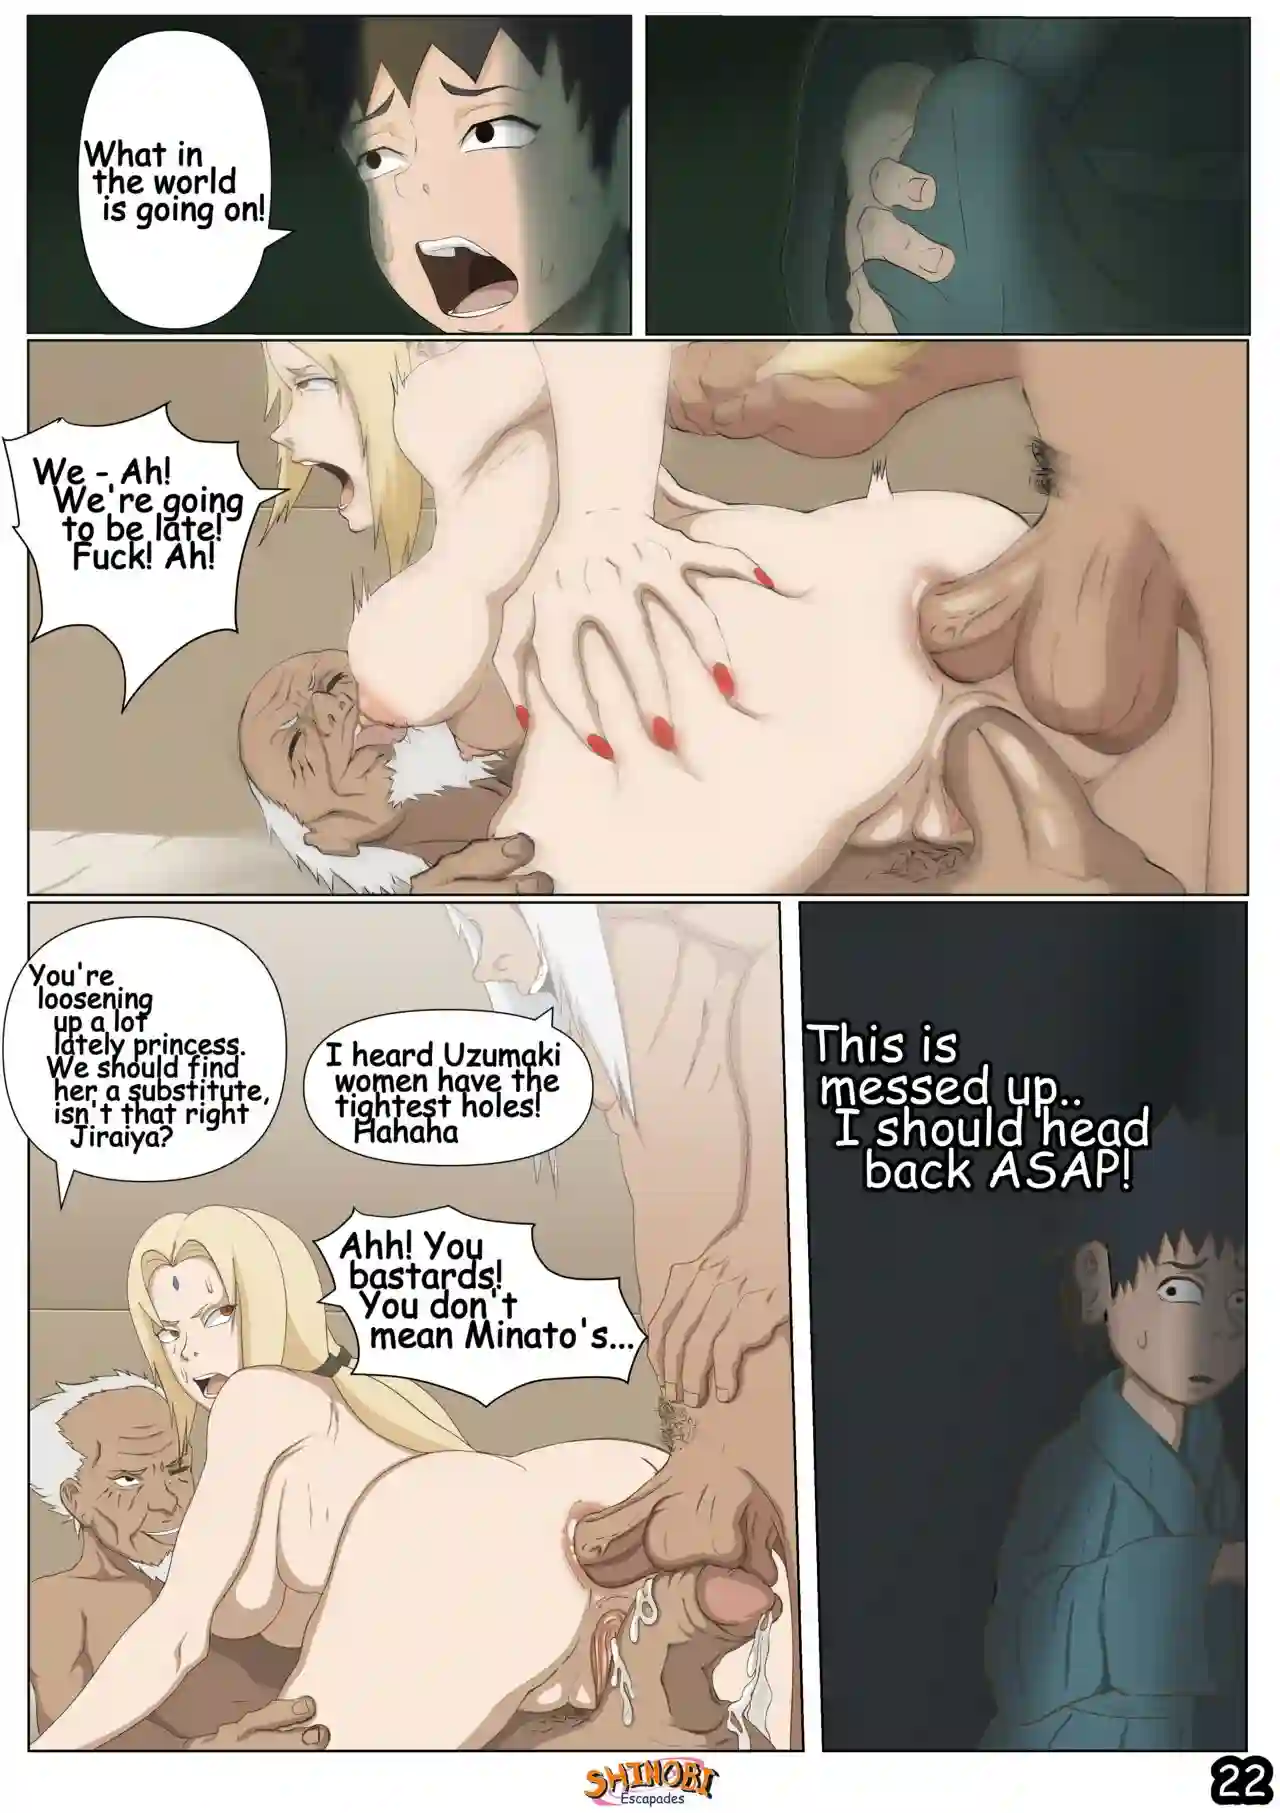 What in
the world
is going on!
We - Ah!
We're going
to be late!
Fuck! Ah!
You're
loosening
up a lot
lately princess.
We should find
her a substitute,
isn't that right
Jiraiya?
I heard Uzumaki
women have the
tightest holes!
Hahaha
Ahh! You
bastards!
You don't
mean Minato's...
This is
messed up..
I should head
back ASAP!
SHINOBI
Escapades
22